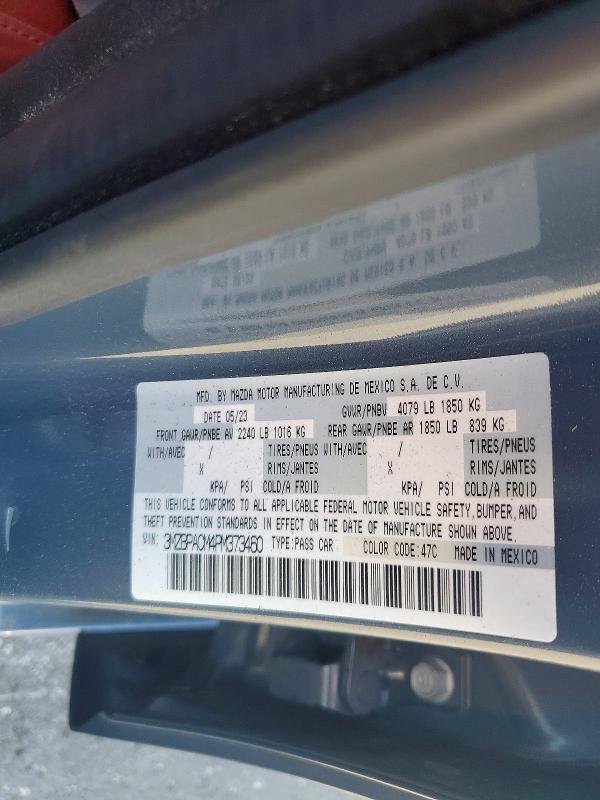 MFD. BY MAZDA MOTOR MANUFACTURING DE MEXICO S.A. DE C.V.
DATE 05/23 GVWR/PNBV 4079 LB 1850 KG
FRONT GAWR/PNBE AV 2240 LB 1016 KG REAR GAWR/PNBE AR 1850 LB 839 KG
WITH/AVEC / TIRES/PNEUS WITH/AVEC / TIRES/PNEUS
X RIMS/JANTES X RIMS/JANTES
KPA/ PSI COLD/A FROID KPA/ PSI COLD/A FROID
THIS VEHICLE CONFORMS TO ALL APPLICABLE FEDERAL MOTOR VEHICLE SAFETY, BUMPER, AND
THEFT PREVENTION STANDARDS IN EFFECT ON THE DATE OF MANUFACTURE SHOWN ABOVE.
VIN: 3MZBPACM4PM373460 TYPE:PASS CAR COLOR CODE:47C MADE IN MEXICO